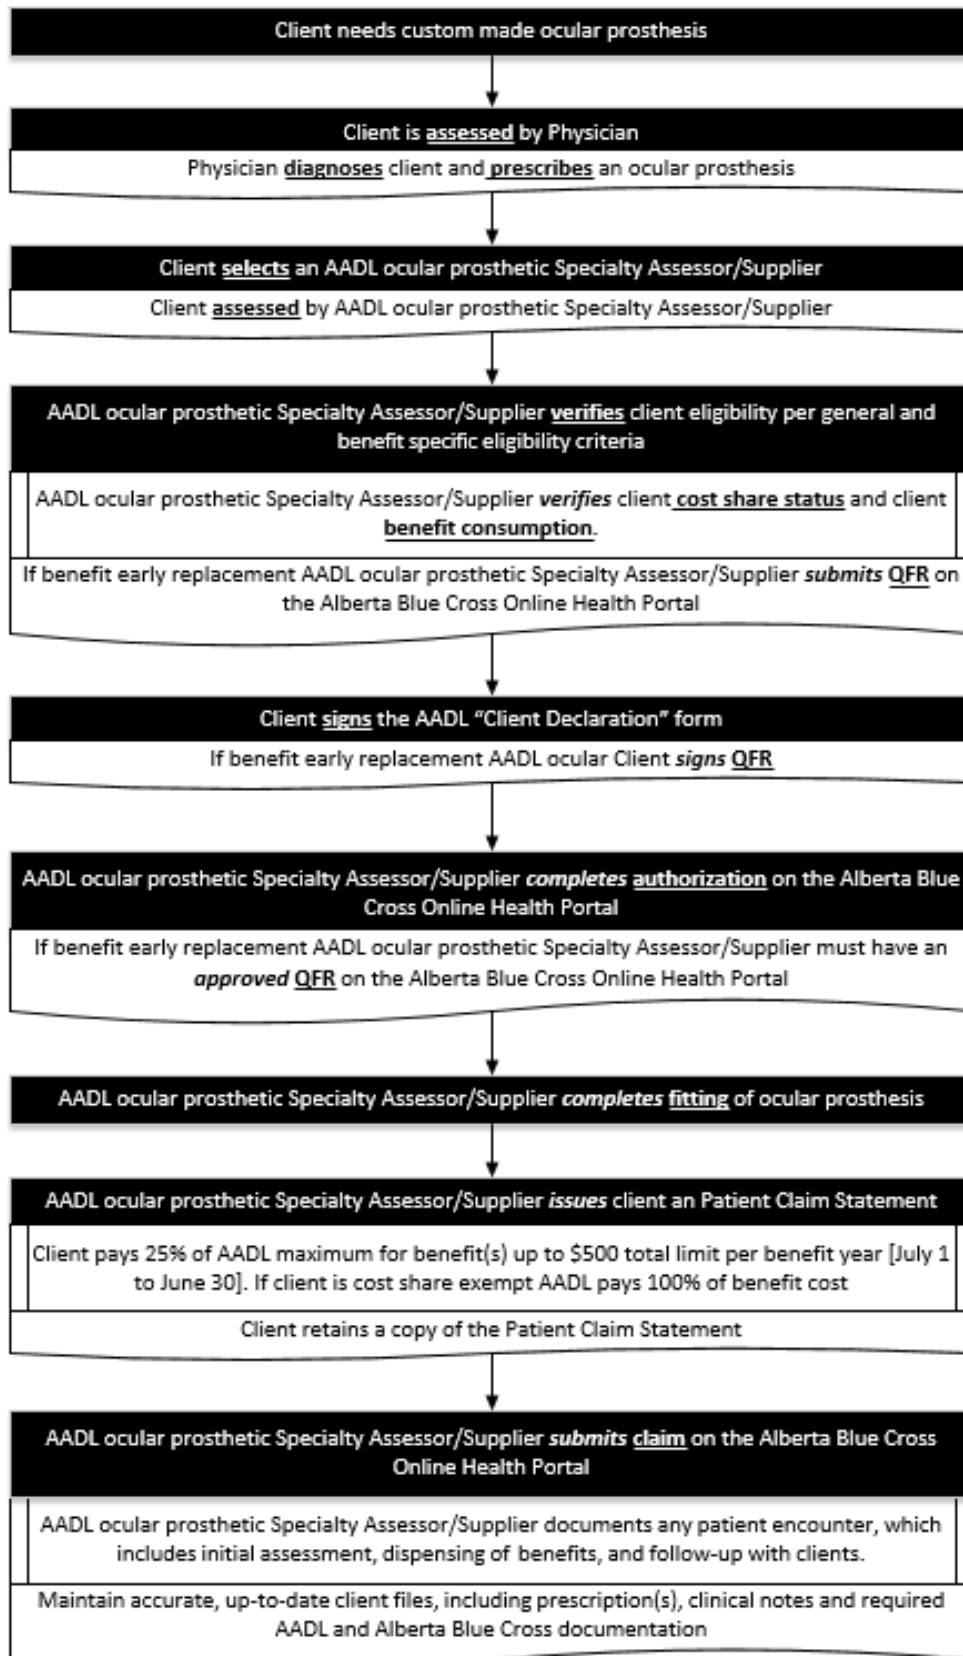 Client needs custom made ocular prosthesis
Client is assessed by Physician
Physician diagnoses client and prescribes an ocular prosthesis
Client selects an AADL ocular prosthetic Specialty Assessor/Supplier
Client assessed by AADL ocular prosthetic Specialty Assessor/Supplier
AADL ocular prosthetic Specialty Assessor/Supplier verifies client eligibility per general and
benefit specific eligibility criteria
AADL ocular prosthetic Specialty Assessor/Supplier verifies client cost share status and client
benefit consumption.
If benefit early replacement AADL ocular prosthetic Specialty Assessor/Supplier submits QFR on
the Alberta Blue Cross Online Health Portal
Client signs the AADL “Client Declaration” form
If benefit early replacement AADL ocular Client signs QFR
AADL ocular prosthetic Specialty Assessor/Supplier completes authorization on the Alberta Blue
Cross Online Health Portal
If benefit early replacement AADL ocular prosthetic Specialty Assessor/Supplier must have an
approved QFR on the Alberta Blue Cross Online Health Portal
AADL ocular prosthetic Specialty Assessor/Supplier completes fitting of ocular prosthesis
AADL ocular prosthetic Specialty Assessor/Supplier issues client an Patient Claim Statement
Client pays 25% of AADL maximum for benefit(s) up to $500 total limit per benefit year [July 1
to June 30]. If client is cost share exempt AADL pays 100% of benefit cost
Client retains a copy of the Patient Claim Statement
AADL ocular prosthetic Specialty Assessor/Supplier submits claim on the Alberta Blue Cross
Online Health Portal
AADL ocular prosthetic Specialty Assessor/Supplier documents any patient encounter, which
includes initial assessment, dispensing of benefits, and follow-up with clients.
Maintain accurate, up-to-date client files, including prescription(s), clinical notes and required
AADL and Alberta Blue Cross documentation